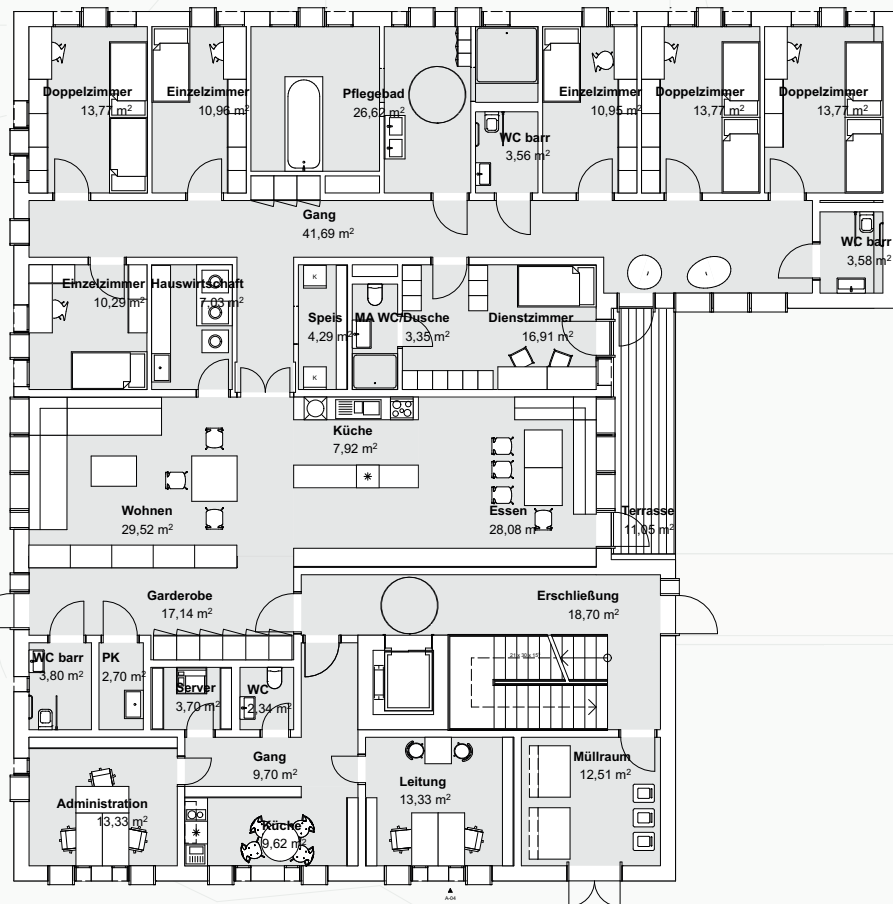 Doppelzimmer
13,77 m²
Einzelzimmer
10,96 m²
Pflegebad
26,62 m²
WC barr
3,56 m²
Einzelzimmer
10,95 m²
Doppelzimmer
13,77 m²
Doppelzimmer
13,77 m²
Gang
41,69 m²
WC barr
3,58 m²
Einzelzimmer
10,29 m²
Hauswirtschaft
7,03 m²
K
Speis
4,29 m²
K
MA WC/Dusche
3,35 m²
Dienstzimmer
16,91 m²
Küche
7,92 m²
Wohnen
29,52 m²
Essen
28,08 m²
Terrasse
11,05 m²
Garderobe
17,14 m²
Erschließung
18,70 m²
WC barr
3,80 m²
PK
2,70 m²
Server
3,70 m²
WC
2,34 m²
Gang
9,70 m²
Leitung
13,33 m²
Müllraum
12,51 m²
Administration
13,33 m²
Küche
9,62 m²
A-04